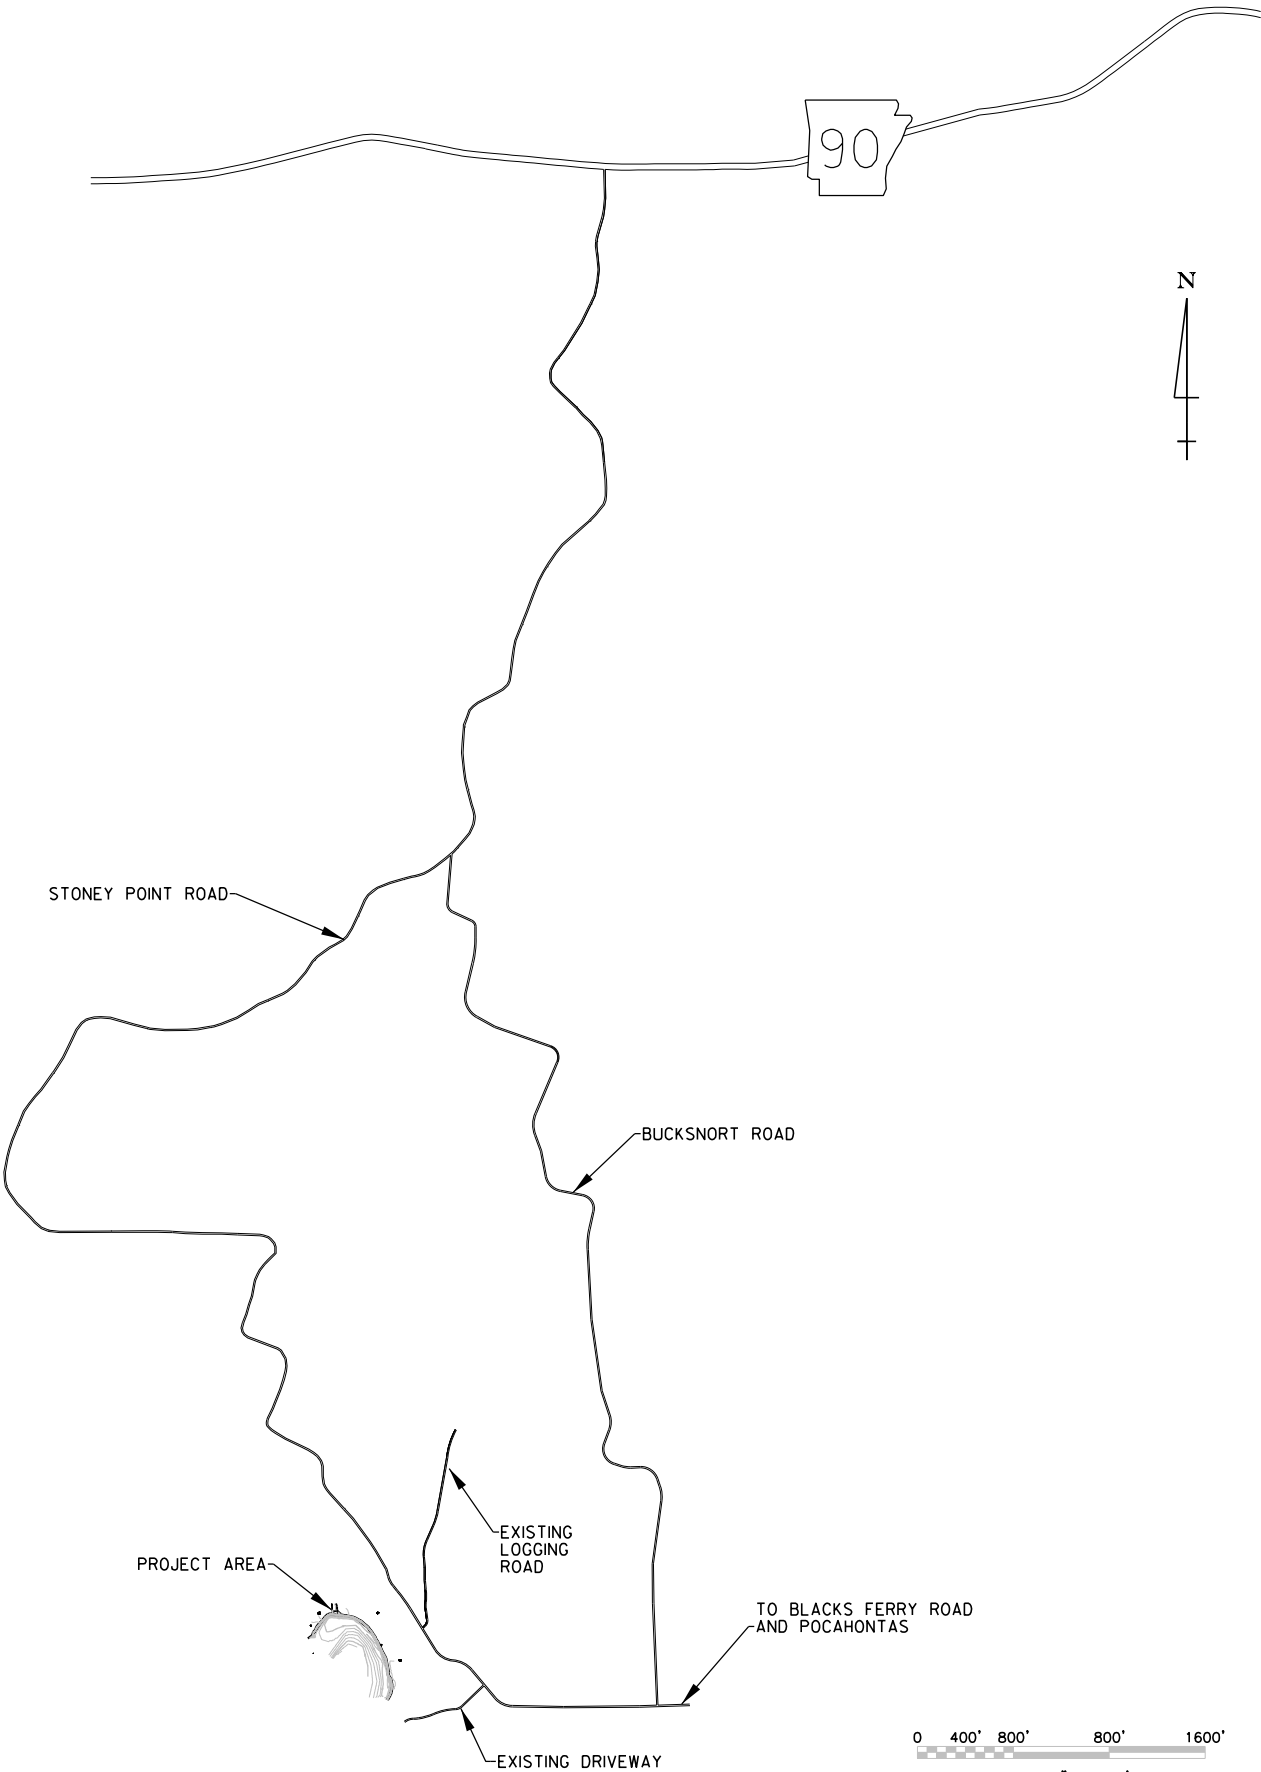 90
N
STONEY POINT ROAD
BUCKSNORT ROAD
EXISTING
LOGGING
ROAD
PROJECT AREA
TO BLACKS FERRY ROAD
AND POCAHONTAS
EXISTING DRIVEWAY
0 400' 800' 800' 1600'